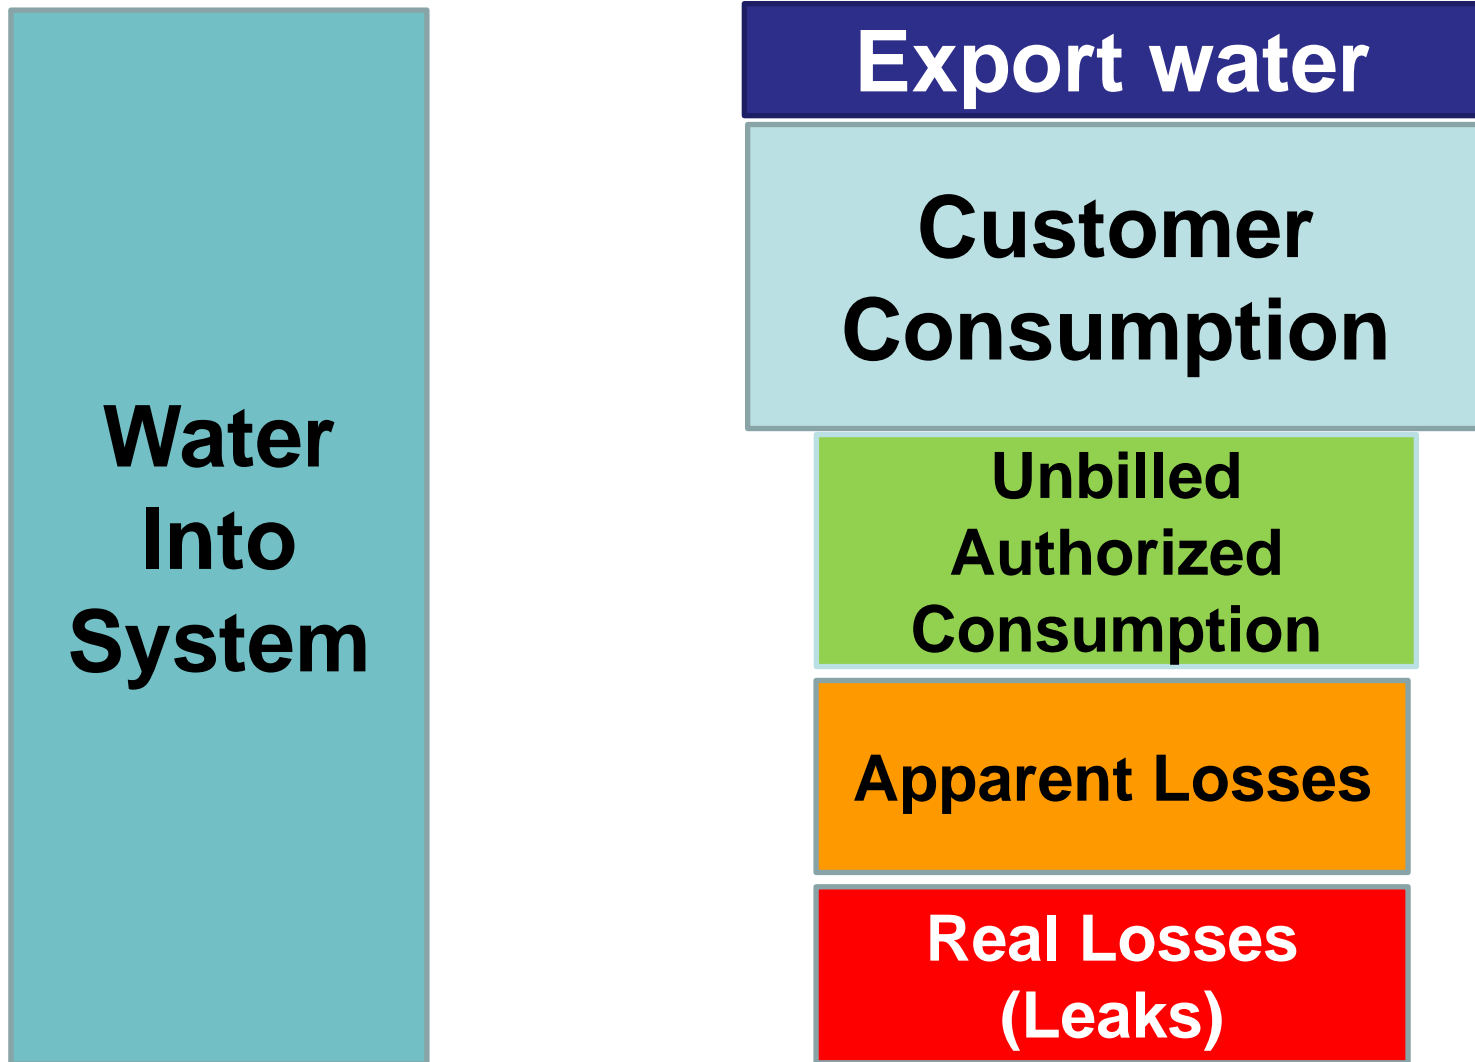 Water
Into
System
Export water
Customer
Consumption
Unbilled
Authorized
Consumption
Apparent Losses
Real Losses
(Leaks)